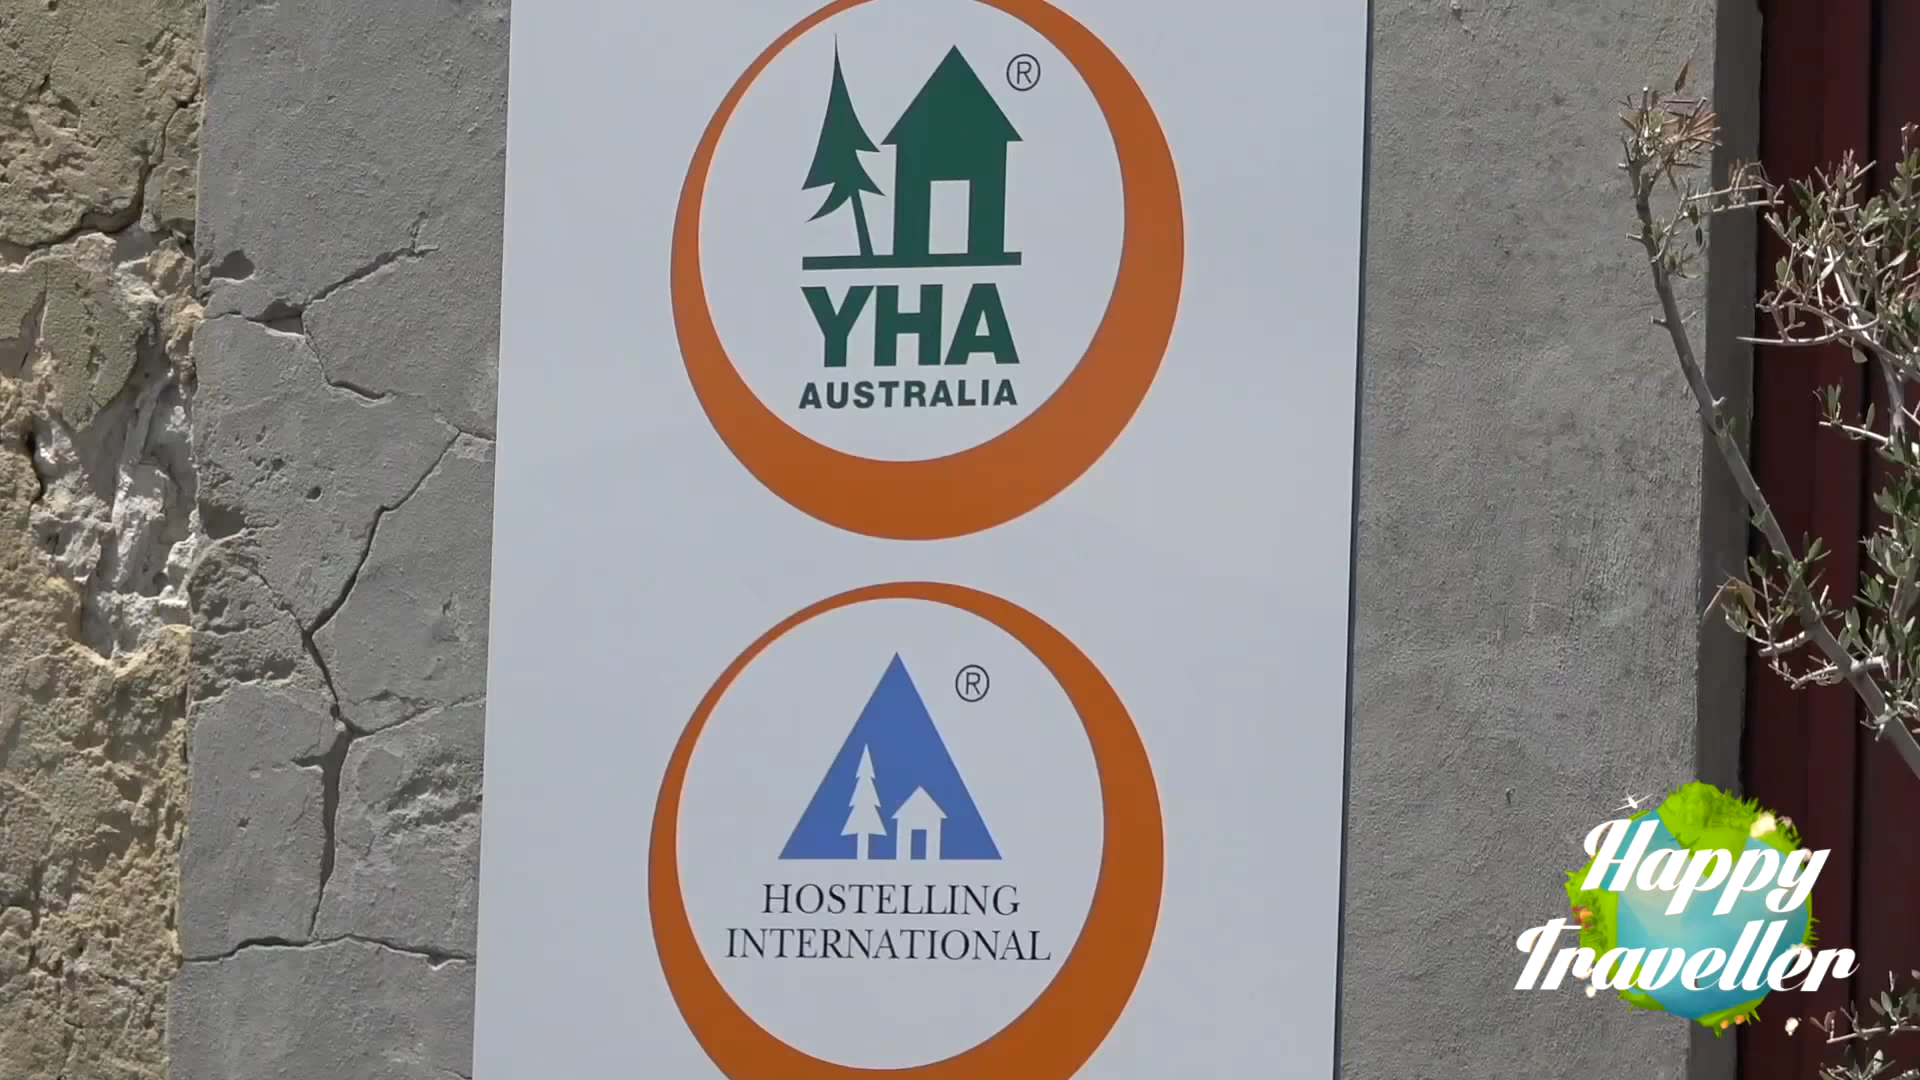 ®
YHA
AUSTRALIA
®
HOSTELLING
INTERNATIONAL
Happy
Traveller